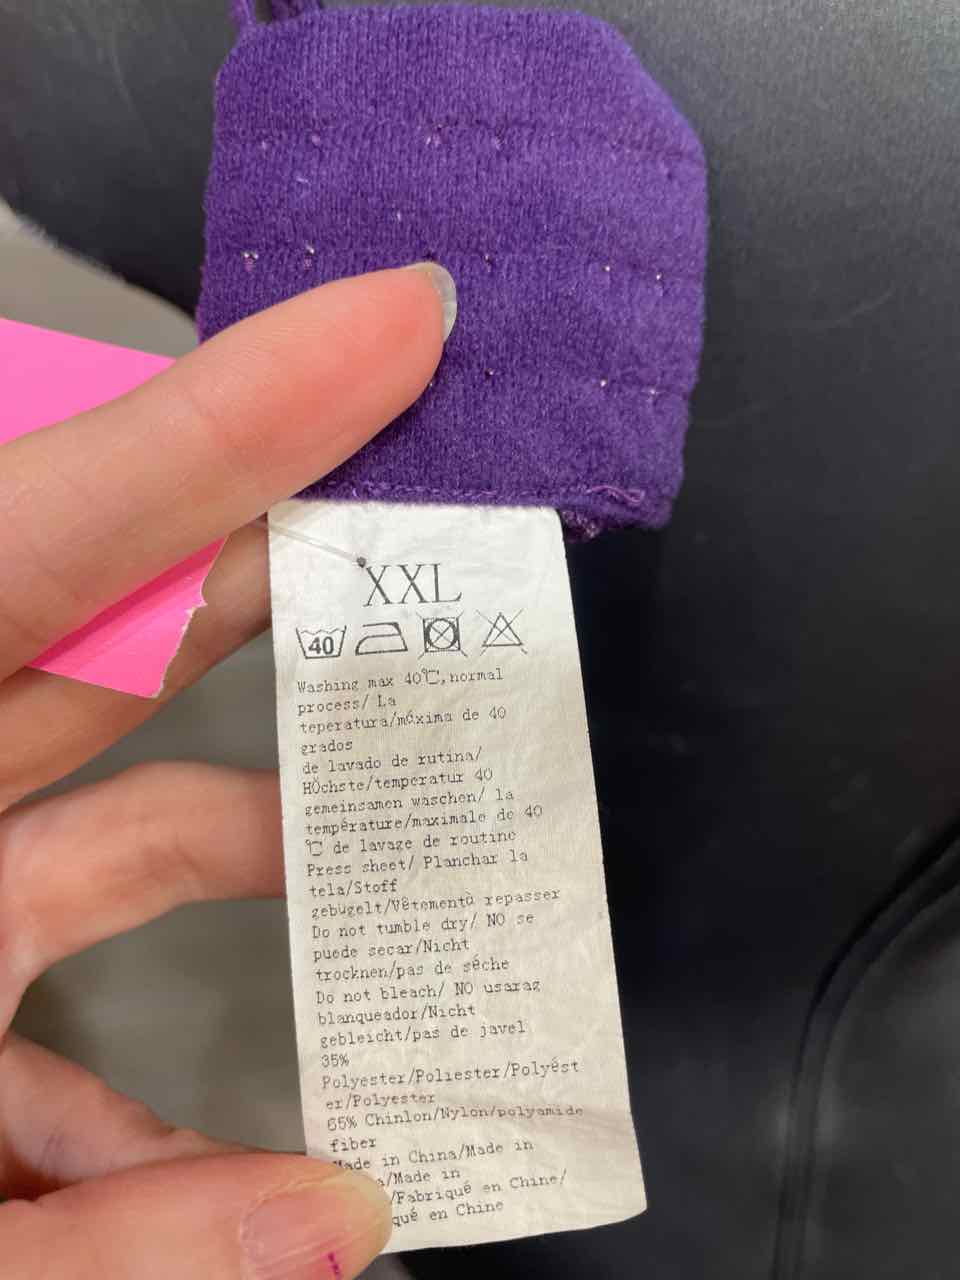 XXL
40
Washing max 40℃,normal
process/ La
teperatura/máxima de 40
grados
de lavado de rutina/
HÖchste/temperatur 40
gemeinsamen waschen/ la
température/maximale de 40
℃ de lavage de routine
Press sheet/ Planchar la
tela/Stoff
gebügelt/Vêtementù repasser
Do not tumble dry/ NO se
puede secar/Nicht
trocknen/pas de sêche
Do not bleach/ NO usarag
blanqueador/Nicht
gebleicht/pas de javel
35%
Polyester/Poliester/Polyést
er/Polyester
65% Chinlon/Nylon/polyamide
fiber
Made in China/Made in
a/Made in
/Fabriqué en Chine/
qué en Chine